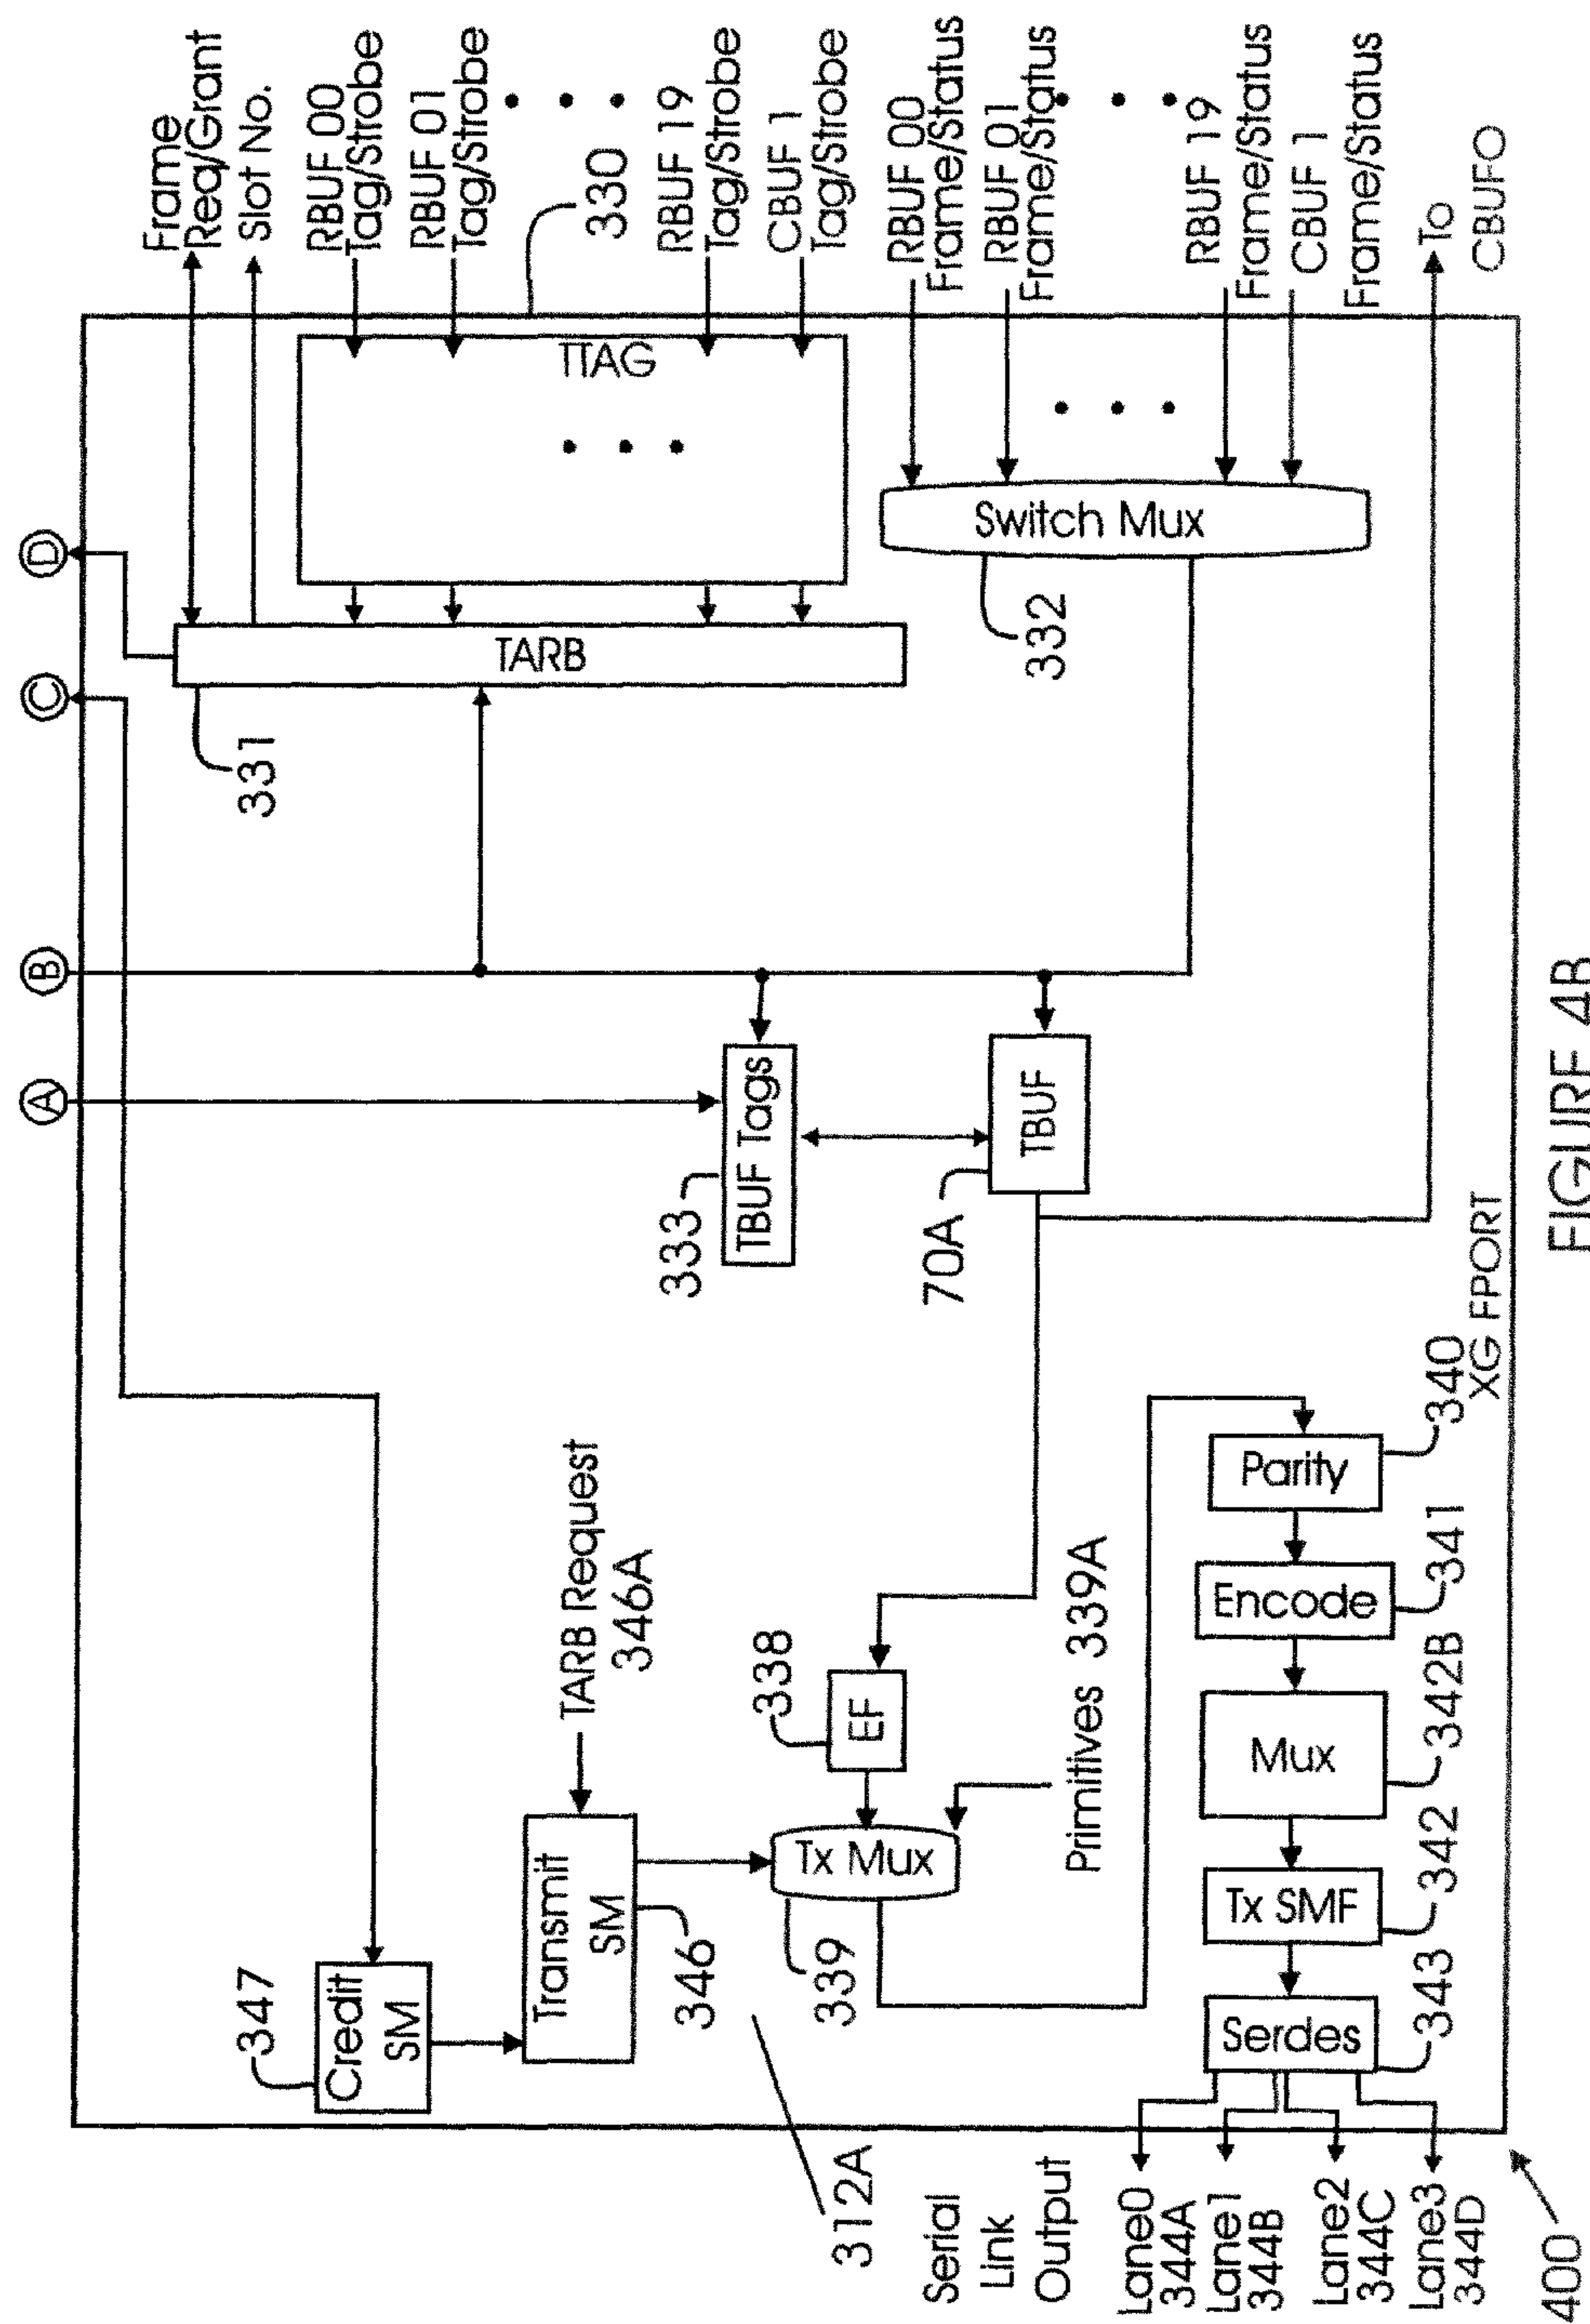 Frame
Req/Grant
Slot No.
RBUF 00
Tag/Strobe
RBUF 01
Tag/Strobe
330
RBUF 19
Tag/Strobe
CBUF 1
Tag/Strobe
RBUF 00
Frame/Status
RBUF 01
Frame/Status
RBUF 19
Frame/Status
CBUF 1
Frame/Status
To
CBUFO
D
C
B
A
TTAG
TARB
331
Switch Mux
332
333
TBUF Tags
70A
TBUF
347
Credit
SM
TARB Request
346A
Transmit
SM
346
338
EF
Tx Mux
339
Primitives 339A
312A
Parity
340
Encode
341
Mux
342B
Tx SMF
342
Serdes
343
XG FPORT
Serial
Link
Output
Lane0
344A
Lane1
344B
Lane2
344C
Lane3
344D
400
FIGURE 4B